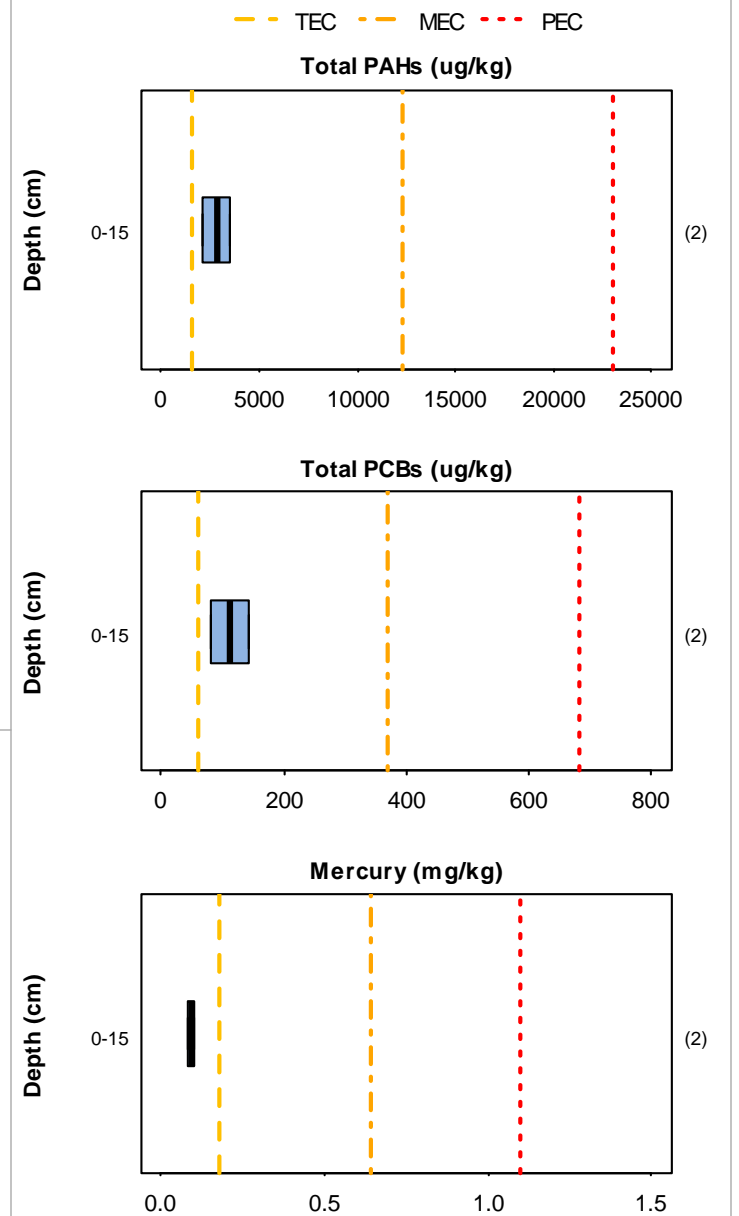 TEC MEC PEC
Total PAHs (ug/kg)
Depth (cm)
0-15
(2)
0 5000 10000 15000 20000 25000
Total PCBs (ug/kg)
Depth (cm)
0-15
(2)
0 200 400 600 800
Mercury (mg/kg)
Depth (cm)
0-15
(2)
0.0 0.5 1.0 1.5